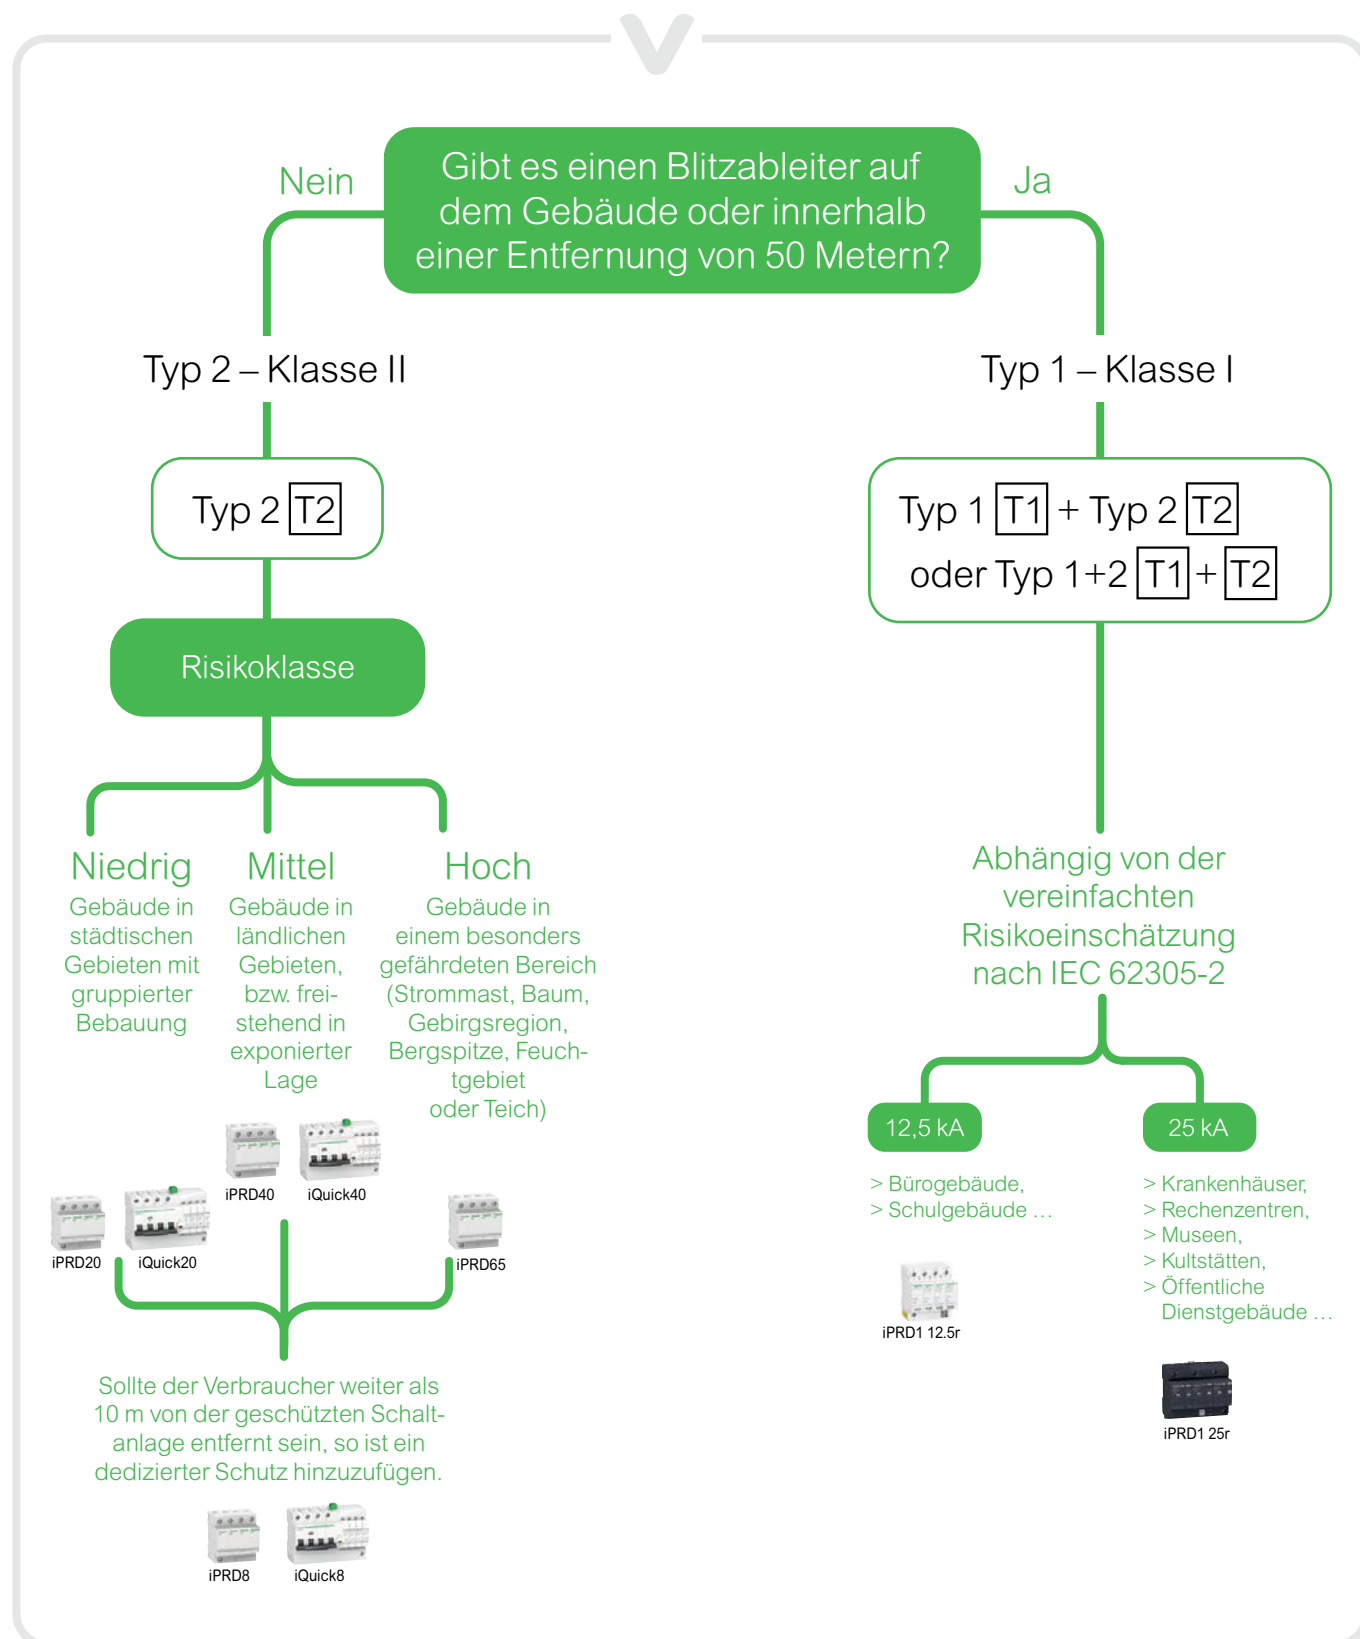 Gibt es einen Blitzableiter auf
dem Gebäude oder innerhalb
einer Entfernung von 50 Metern?
Nein
Ja
Typ 2 – Klasse II
Typ 2 T2
Risikoklasse
Niedrig
Gebäude in
städtischen
Gebieten mit
gruppierter
Bebauung
Mittel
Gebäude in
ländlichen
Gebieten,
bzw. frei-
stehend in
exponierter
Lage
Hoch
Gebäude in
einem besonders
gefährdeten Bereich
(Strommast, Baum,
Gebirgsregion,
Bergspitze, Feuch-
tgebiet
oder Teich)
iPRD20
iQuick20
iPRD40
iQuick40
iPRD65
Sollte der Verbraucher weiter als
10 m von der geschützten Schalt-
anlage entfernt sein, so ist ein
dedizierter Schutz hinzuzufügen.
iPRD8
iQuick8
Typ 1 – Klasse I
Typ 1 T1 + Typ 2 T2
oder Typ 1+2 T1 + T2
Abhängig von der
vereinfachten
Risikoeinschätzung
nach IEC 62305-2
12,5 kA
> Bürogebäude,
> Schulgebäude ...
iPRD1 12.5r
25 kA
> Krankenhäuser,
> Rechenzentren,
> Museen,
> Kultstätten,
> Öffentliche
Dienstgebäude ...
iPRD1 25r